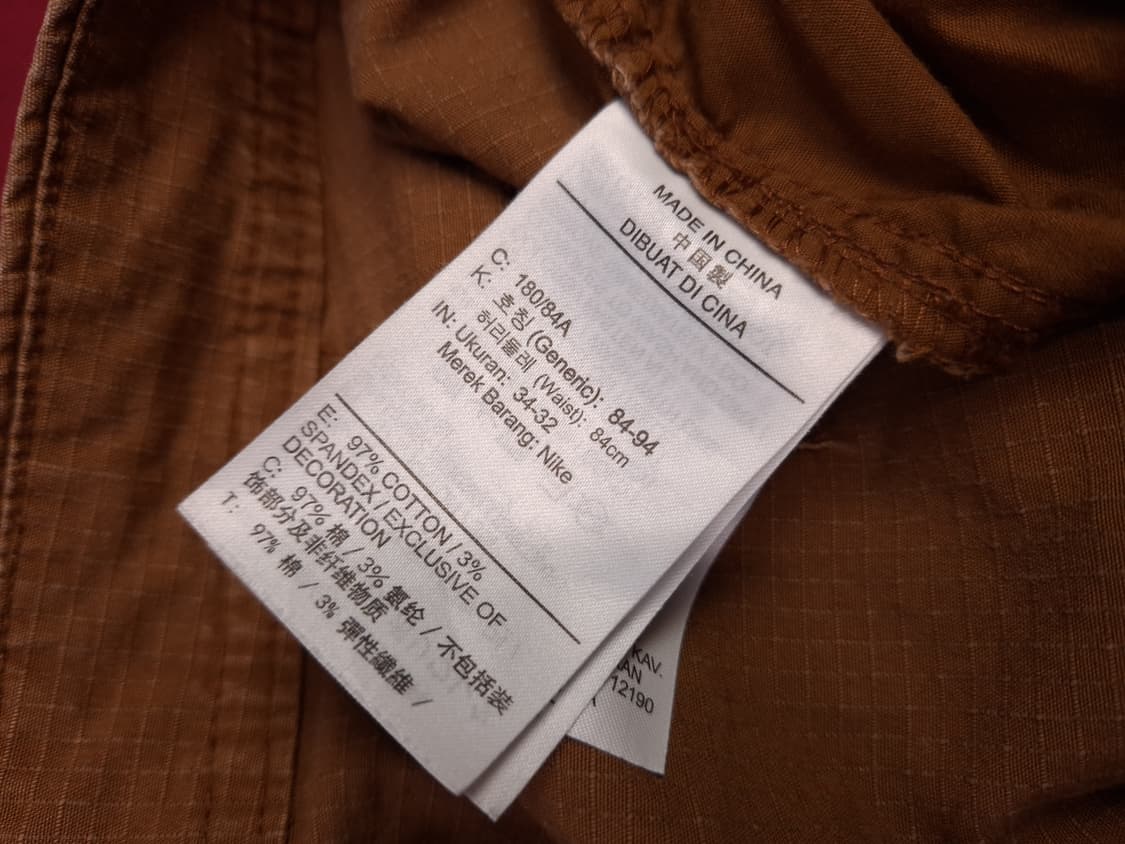 MADE IN CHINA
中国製
DIBUAT DI CINA
C: 180/84A
K: 호칭 (Generic): 84-94
허리둘레 (Waist): 84cm
IN: Ukuran: 34-32
Merek Barang: Nike
E: 97% COTTON / 3%
SPANDEX / EXCLUSIVE OF
DECORATION
C: 97% 棉 / 3% 氨纶 / 不包括装
饰部分及非纤维物质
T: 97% 棉 / 3% 彈性纖維 /
KAV.
12190